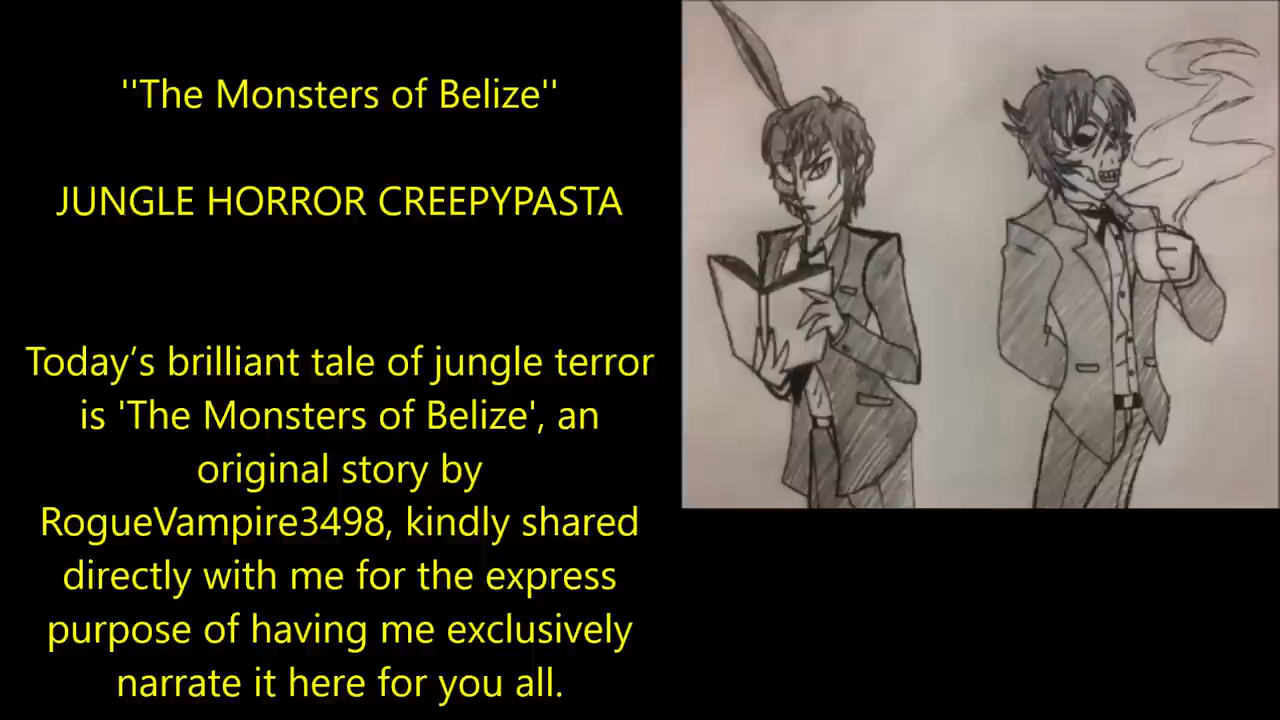 ''The Monsters of Belize''
JUNGLE HORROR CREEPYPASTA
Today’s brilliant tale of jungle terror
is 'The Monsters of Belize', an
original story by
RogueVampire3498, kindly shared
directly with me for the express
purpose of having me exclusively
narrate it here for you all.